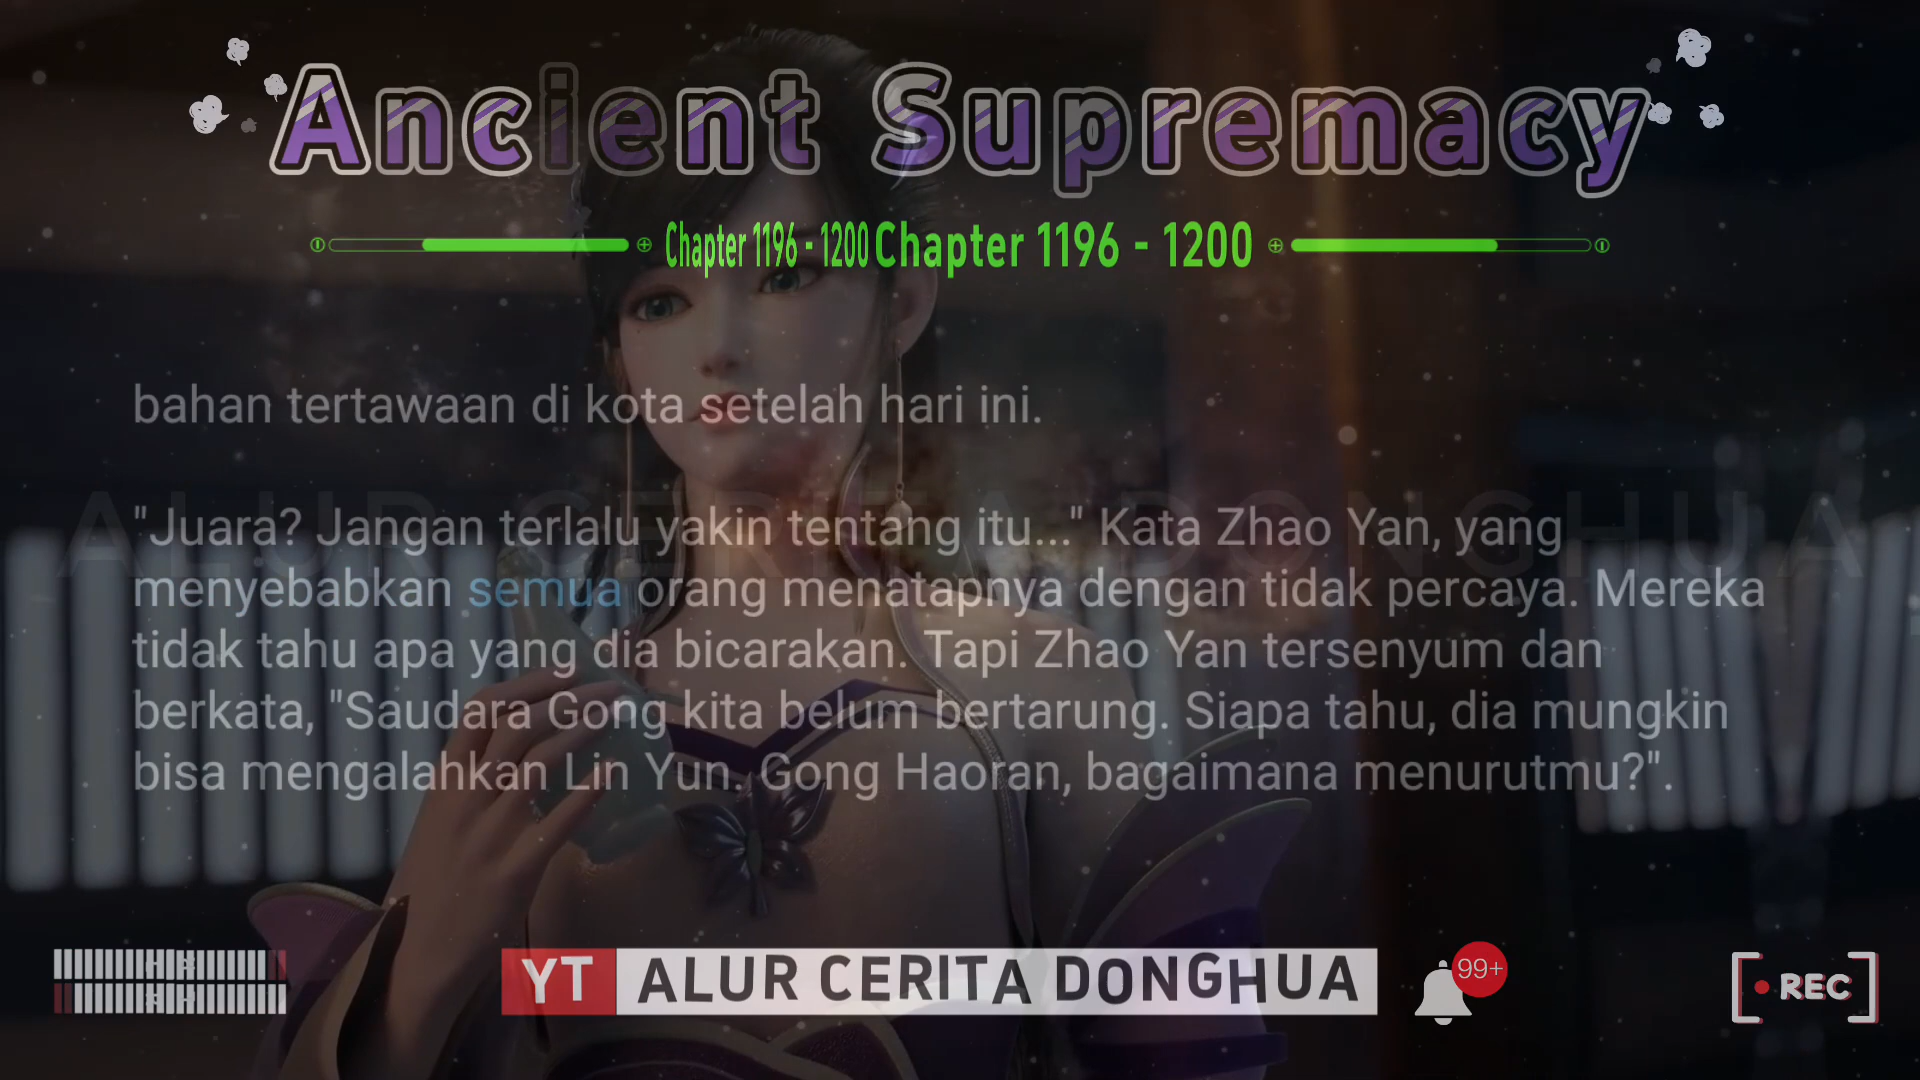 Ancient Supremacy
Chapter 1196 - 1200 Chapter 1196 - 1200
bahan tertawaan di kota setelah hari ini.
ALUR CERITA DONGHUA
"Juara? Jangan terlalu yakin tentang itu..." Kata Zhao Yan, yang
menyebabkan semua orang menatapnya dengan tidak percaya. Mereka
tidak tahu apa yang dia bicarakan. Tapi Zhao Yan tersenyum dan
berkata, "Saudara Gong kita belum bertarung. Siapa tahu, dia mungkin
bisa mengalahkan Lin Yun. Gong Haoran, bagaimana menurutmu?".
YT ALUR CERITA DONGHUA
99+
REC